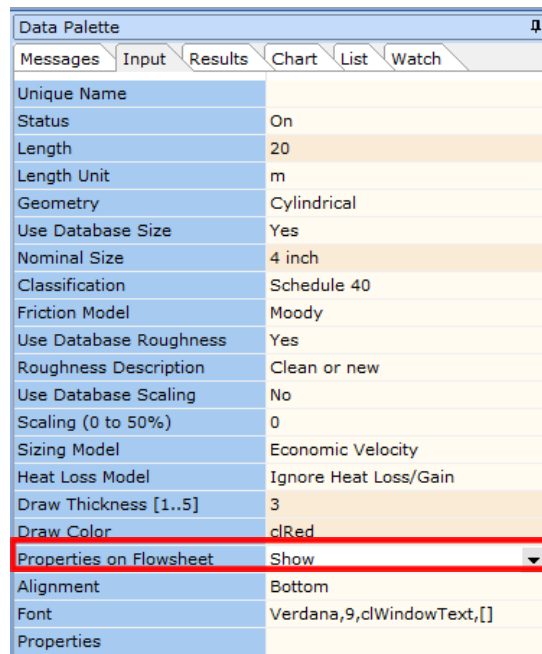 Data Palette
Messages Input Results Chart List Watch
Unique Name
Status On
Length 20
Length Unit m
Geometry Cylindrical
Use Database Size Yes
Nominal Size 4 inch
Classification Schedule 40
Friction Model Moody
Use Database Roughness Yes
Roughness Description Clean or new
Use Database Scaling No
Scaling (0 to 50%) 0
Sizing Model Economic Velocity
Heat Loss Model Ignore Heat Loss/Gain
Draw Thickness [1..5] 3
Draw Color clRed
Properties on Flowsheet Show
Alignment Bottom
Font Verdana,9,clWindowText,[]
Properties